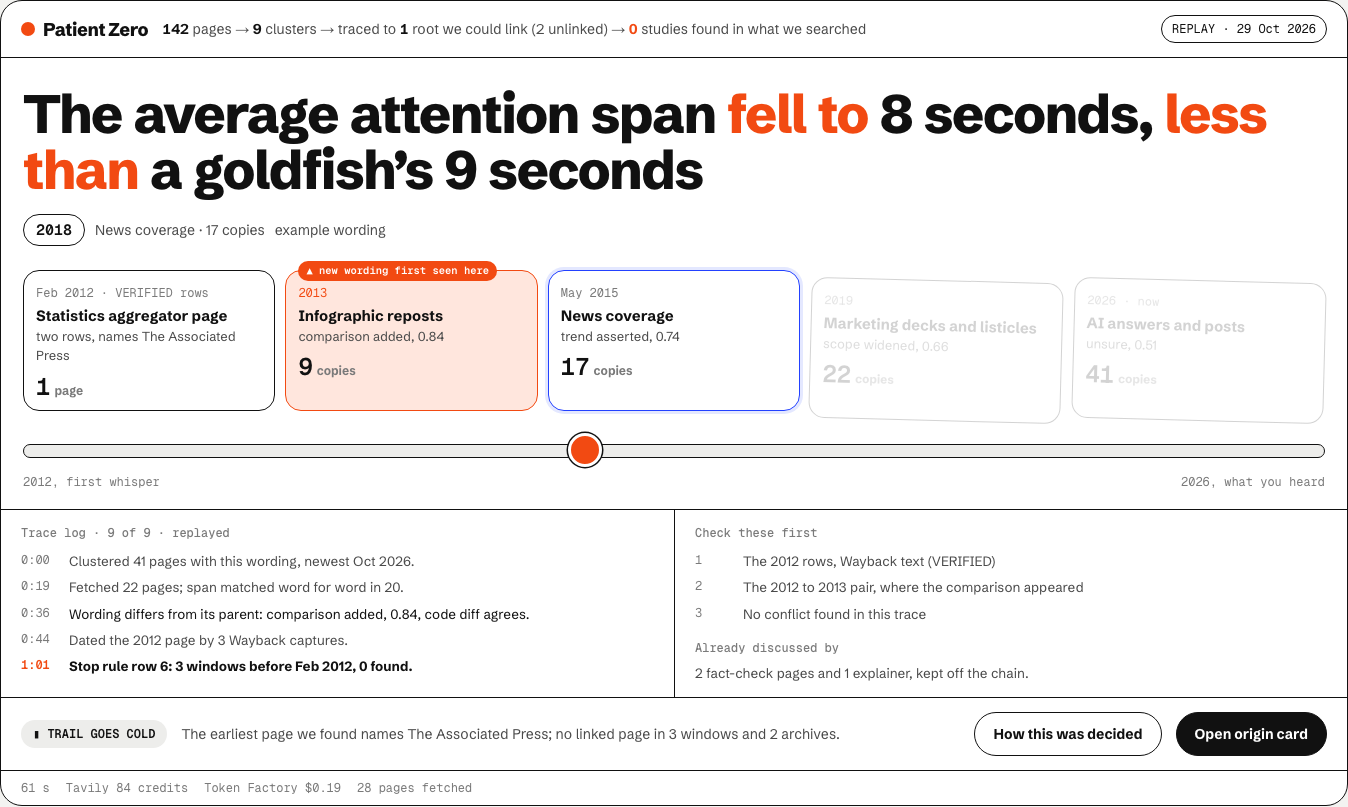 Patient Zero 142 pages → 9 clusters → traced to 1 root we could link (2 unlinked) → 0 studies found in what we searched REPLAY · 29 Oct 2026
The average attention span fell to 8 seconds, less
than a goldfish’s 9 seconds
2018 News coverage · 17 copies example wording
▲ new wording first seen here
Feb 2012 · VERIFIED rows
Statistics aggregator page
two rows, names The Associated
Press
1 page
2013
Infographic reposts
comparison added, 0.84
9 copies
May 2015
News coverage
trend asserted, 0.74
17 copies
2019
Marketing decks and listicles
scope widened, 0.66
22 copies
2026 · now
AI answers and posts
unsure, 0.51
41 copies
2012, first whisper 2026, what you heard
Trace log · 9 of 9 · replayed
0:00 Clustered 41 pages with this wording, newest Oct 2026.
0:19 Fetched 22 pages; span matched word for word in 20.
0:36 Wording differs from its parent: comparison added, 0.84, code diff agrees.
0:44 Dated the 2012 page by 3 Wayback captures.
1:01 Stop rule row 6: 3 windows before Feb 2012, 0 found.
Check these first
1 The 2012 rows, Wayback text (VERIFIED)
2 The 2012 to 2013 pair, where the comparison appeared
3 No conflict found in this trace
Already discussed by
2 fact-check pages and 1 explainer, kept off the chain.
TRAIL GOES COLD The earliest page we found names The Associated Press; no linked page in 3 windows and 2 archives. How this was decided Open origin card
61 s Tavily 84 credits Token Factory $0.19 28 pages fetched